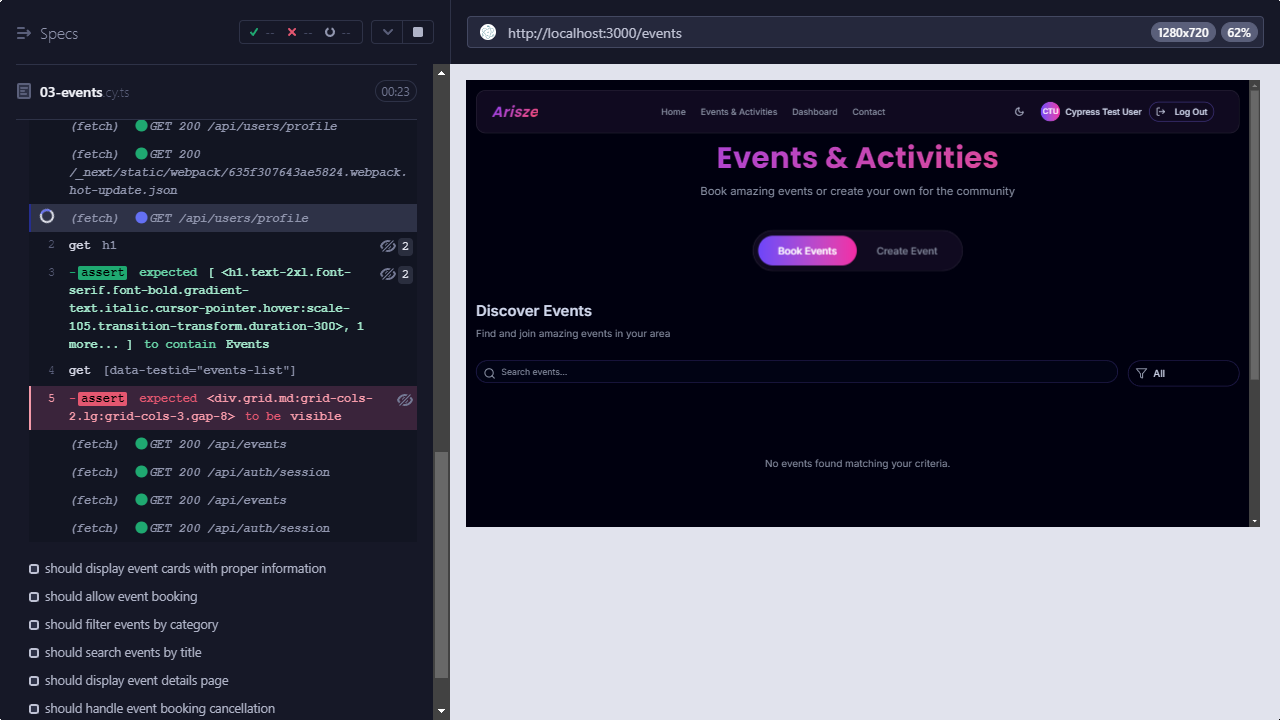 Specs
-- -- --
03-events.cy.ts
00:23
(fetch) GET 200 /api/users/profile
(fetch) GET 200
/_next/static/webpack/635f307643ae5824.webpack.
hot-update.json
(fetch) GET /api/users/profile
2 get h1 2
3 -assert expected [ <h1.text-2xl.font- 2
serif.font-bold.gradient-
text.italic.cursor-pointer.hover:scale-
105.transition-transform.duration-300>, 1
more... ] to contain Events
4 get [data-testid="events-list"]
5 -assert expected <div.grid.md:grid-cols-
2.lg:grid-cols-3.gap-8> to be visible
(fetch) GET 200 /api/events
(fetch) GET 200 /api/auth/session
(fetch) GET 200 /api/events
(fetch) GET 200 /api/auth/session
should display event cards with proper information
should allow event booking
should filter events by category
should search events by title
should display event details page
should handle event booking cancellation
http://localhost:3000/events
1280x720 62%
Arisze
Home Events & Activities Dashboard Contact
CTU Cypress Test User Log Out
Events & Activities
Book amazing events or create your own for the community
Book Events Create Event
Discover Events
Find and join amazing events in your area
Search events...
All
No events found matching your criteria.